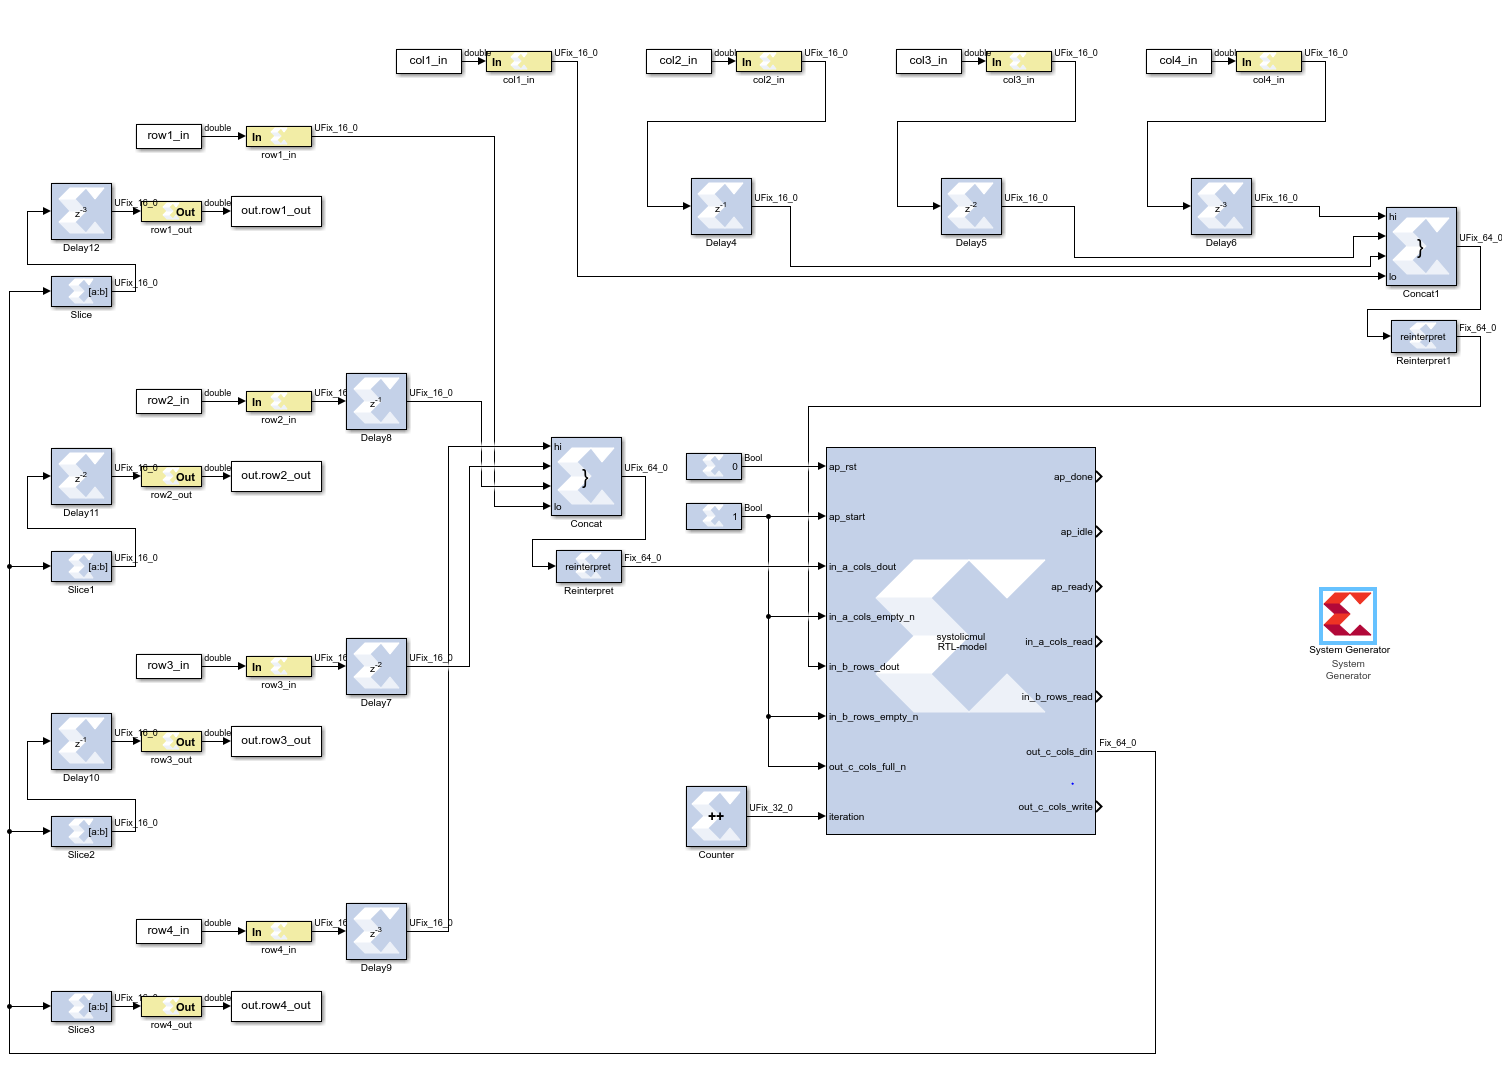 col1_in double In UFix_16_0
col1_in
col2_in doubl In UFix_16_0
col2_in
col3_in double In UFix_16_0
col3_in
col4_in doubl In UFix_16_0
col4_in
row1_in double In UFix_16_0
row1_in
z-3 UFix_16_0 Out double out.row1_out
Delay12 row1_out
z-1 UFix_16_0
Delay4
z-2 UFix_16_0
Delay5
z-3 UFix_16_0
Delay6
hi
}
lo
UFix_64_0
Concat1
[a:b] UFix_16_0
Slice
reinterpret Fix_64_0
Reinterpret1
row2_in double In UFix_16 z-1 UFix_16_0
row2_in
Delay8
z-2 UFix_16_0 Out double out.row2_out
Delay11 row2_out
hi
}
lo
UFix_64_0
Concat
reinterpret Fix_64_0
Reinterpret
[a:b] UFix_16_0
Slice1
0 Bool
1 Bool
ap_rst
ap_start
in_a_cols_dout
in_a_cols_empty_n
in_b_rows_dout
in_b_rows_empty_n
out_c_cols_full_n
iteration
systolicmul
RTL-model
ap_done
ap_idle
ap_ready
in_a_cols_read
in_b_rows_read
out_c_cols_din Fix_64_0
out_c_cols_write
System Generator
System
Generator
row3_in double In UFix_16 z-2 UFix_16_0
row3_in
Delay7
z-1 UFix_16_0 Out double out.row3_out
Delay10 row3_out
[a:b] UFix_16_0
Slice2
++ UFix_32_0
Counter
row4_in double In UFix_16 z-3 UFix_16_0
row4_in
Delay9
[a:b] UFix_16_0 Out double out.row4_out
Slice3 row4_out